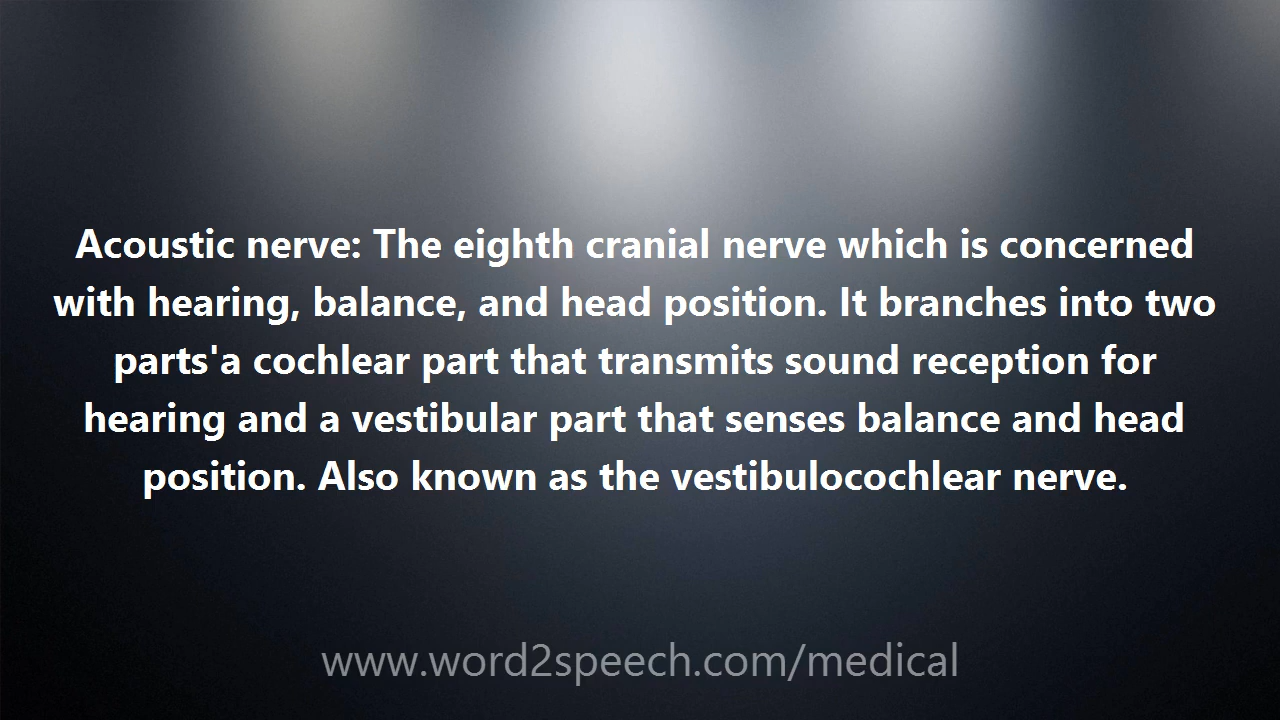 Acoustic nerve: The eighth cranial nerve which is concerned
with hearing, balance, and head position. It branches into two
parts'a cochlear part that transmits sound reception for
hearing and a vestibular part that senses balance and head
position. Also known as the vestibulocochlear nerve.
www.word2speech.com/medical